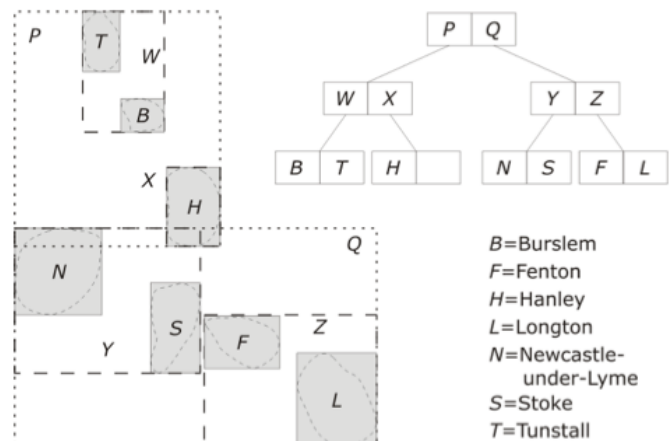 P
T
W
B
X
H
Q
N
S
F
Z
Y
L
P Q
W X
Y Z
B T
H
N S
F L
B=Burslem
F=Fenton
H=Hanley
L=Longton
N=Newcastle-
under-Lyme
S=Stoke
T=Tunstall